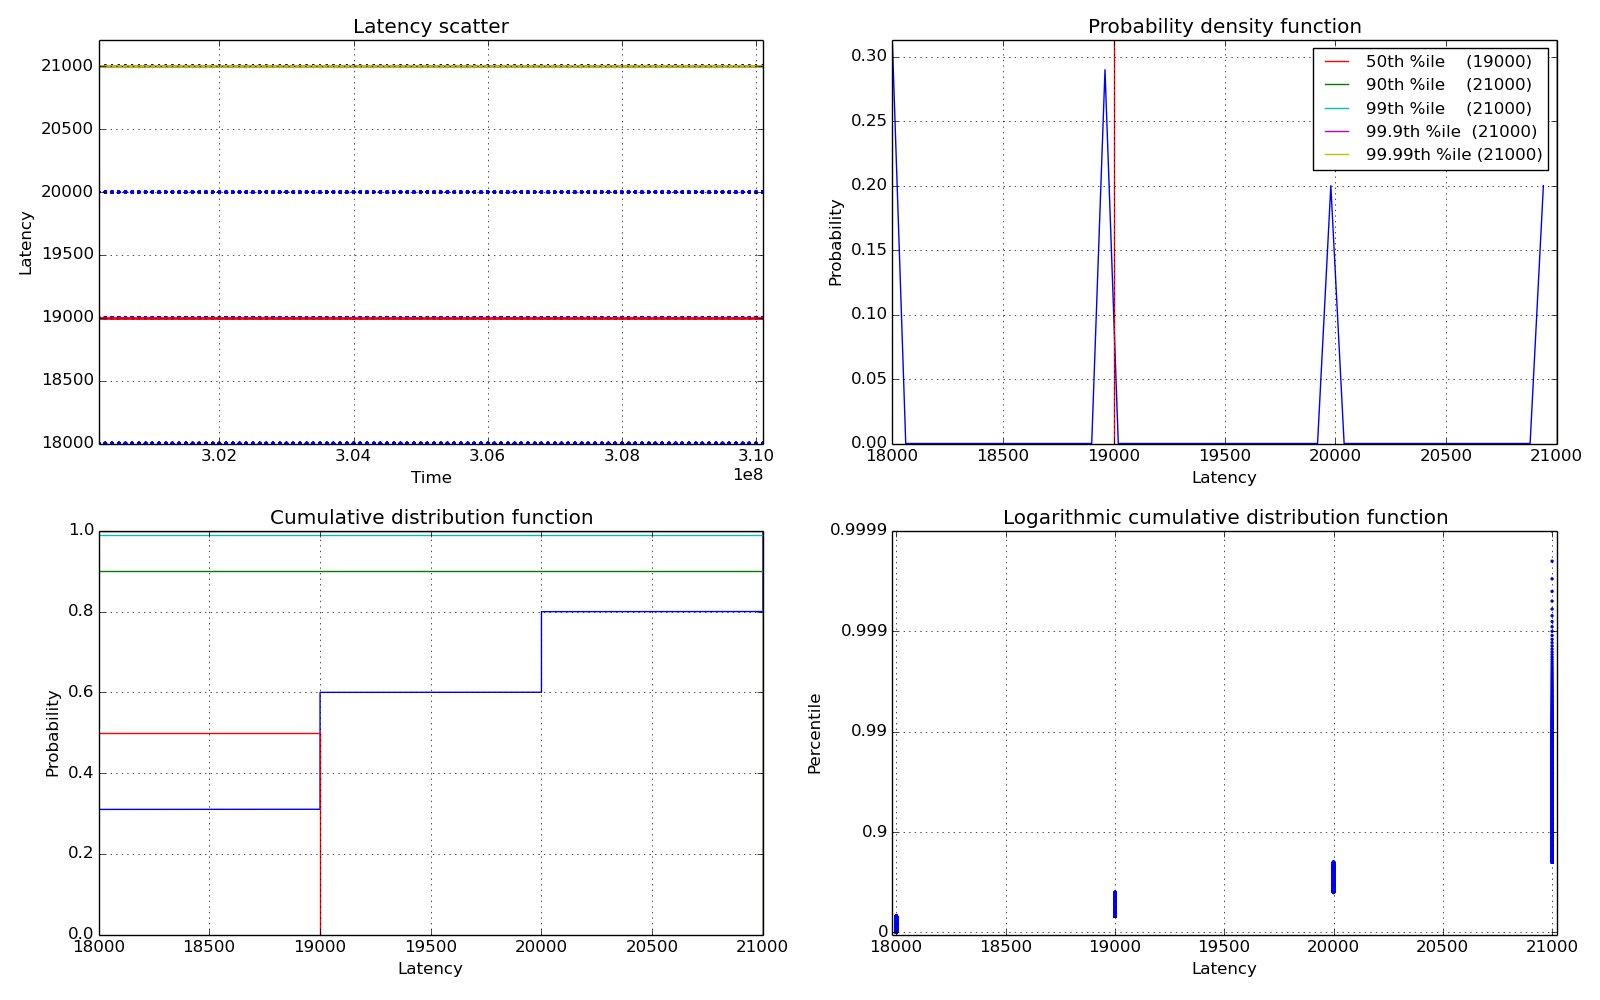 Latency scatter
21000
20500
20000
19500
19000
18500
18000
Latency
3.02
3.04
3.06
3.08
3.10
1e8
Time
Probability density function
0.30
0.25
0.20
0.15
0.10
0.05
0.00
Probability
50th %ile (19000)
90th %ile (21000)
99th %ile (21000)
99.9th %ile (21000)
99.99th %ile (21000)
18000
18500
19000
19500
20000
20500
21000
Latency
Cumulative distribution function
1.0
0.8
0.6
0.4
0.2
0.0
Probability
18000
18500
19000
19500
20000
20500
21000
Latency
Logarithmic cumulative distribution function
0.9999
0.999
0.99
0.9
0
Percentile
18000
18500
19000
19500
20000
20500
21000
Latency